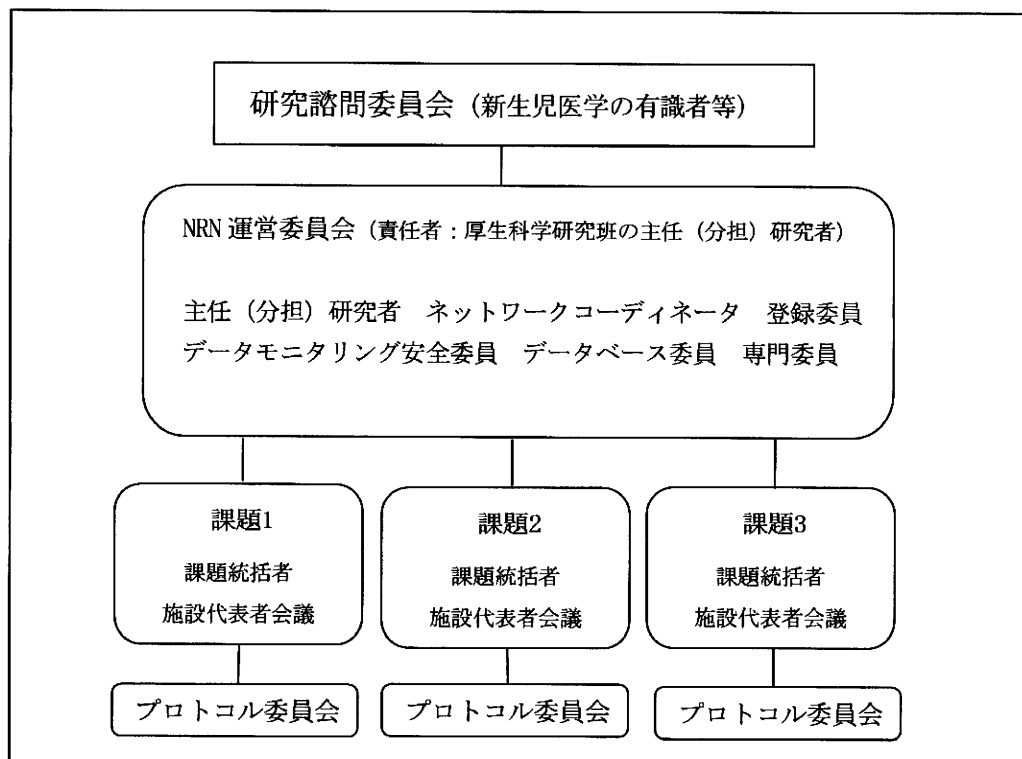 研究諮問委員会（新生児医学の有識者等）
NRN 運営委員会（責任者：厚生科学研究班の主任（分担）研究者）
主任（分担）研究者　ネットワークコーディネータ　登録委員
データモニタリング安全委員　データベース委員　専門委員
課題1
課題統括者
施設代表者会議
プロトコル委員会
課題2
課題統括者
施設代表者会議
プロトコル委員会
課題3
課題統括者
施設代表者会議
プロトコル委員会